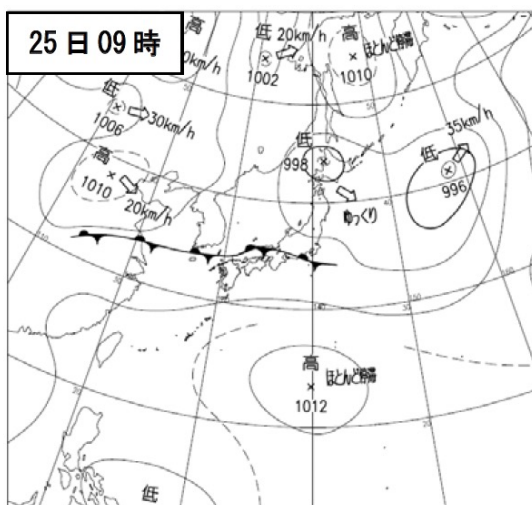 25日09時
高
0km/h
低
20km/h
1002
高
ほとんど停滞
1010
低
30km/h
1006
高
1010
20km/h
低
998
ゆっくり
35km/h
低
996
高
ほとんど停滞
1012
低
140